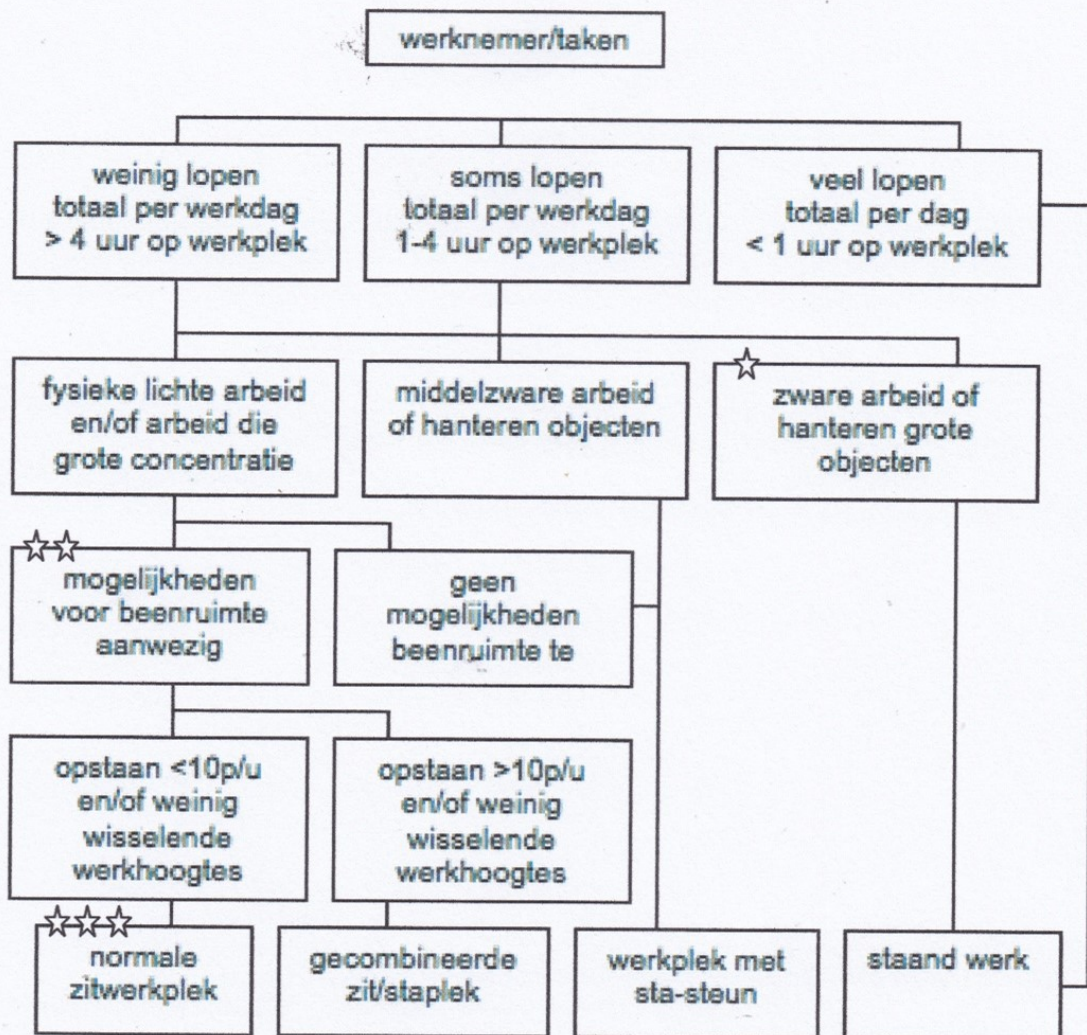 werknemer/taken
weinig lopen
totaal per werkdag
> 4 uur op werkplek
soms lopen
totaal per werkdag
1-4 uur op werkplek
veel lopen
totaal per dag
< 1 uur op werkplek
fysieke lichte arbeid
en/of arbeid die
grote concentratie
middelzware arbeid
of hanteren objecten
zware arbeid of
hanteren grote
objecten
mogelijkheden
voor beenruimte
aanwezig
geen
mogelijkheden
beenruimte te
opstaan <10p/u
en/of weinig
wisselende
werkhoogtes
opstaan >10p/u
en/of weinig
wisselende
werkhoogtes
normale
zitwerkplek
gecombineerde
zit/staplek
werkplek met
sta-steun
staand werk